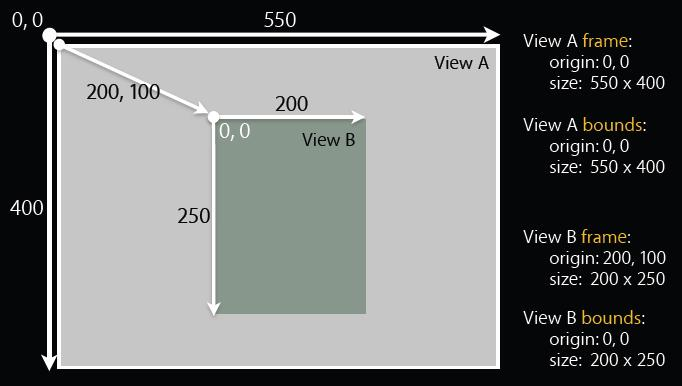 0, 0
550
View A
200, 100
200
0, 0
View B
400
250
View A frame:
origin: 0, 0
size: 550 x 400
View A bounds:
origin: 0, 0
size: 550 x 400
View B frame:
origin: 200, 100
size: 200 x 250
View B bounds:
origin: 0, 0
size: 200 x 250